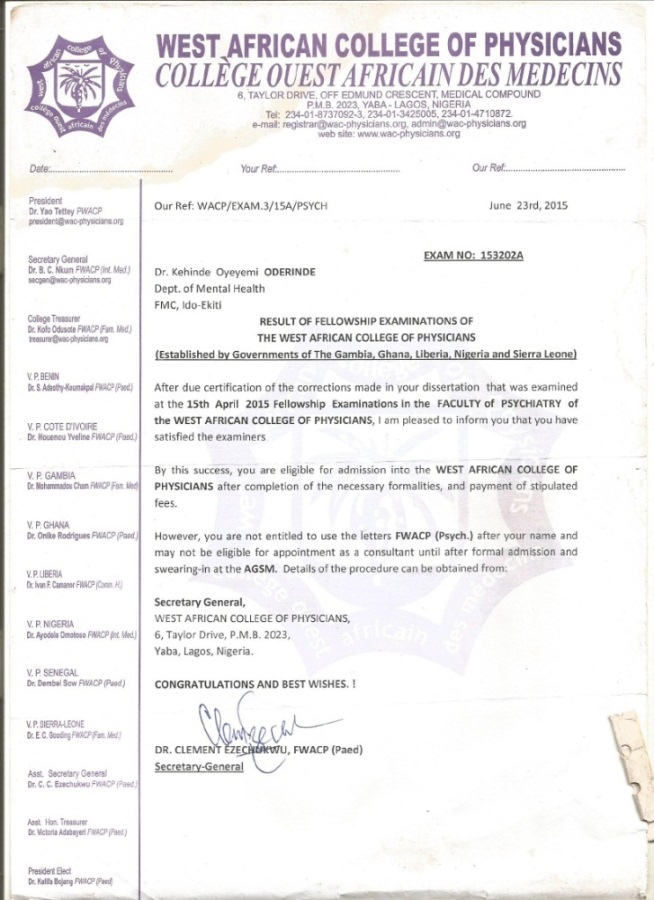 WEST AFRICAN COLLEGE OF PHYSICIANS
COLLÈGE OUEST AFRICAIN DES MEDECINS
6, TAYLOR DRIVE, OFF EDMUND CRESCENT, MEDICAL COMPOUND
P.M.B. 2023, YABA - LAGOS, NIGERIA
Tel: 234-01-8737092-3, 234-01-3425005, 234-01-4710872.
e-mail: registrar@wac-physicians.org, admin@wac-physicians.org
web site: www.wac-physicians.org
west african college of physicians
collège ouest africain des medecins
Date:
Your Ref:
Our Ref:
President
Dr. Yao Tettey FWACP
president@wac-physicians.org
Secretary General
Dr. B. C. Nkum FWACP (Int. Med.)
secgen@wac-physicians.org
College Treasurer
Dr. Kofo Odusote FWACP (Fam. Med.)
treasurer@wac-physicians.org
V. P. BENIN
Dr. S. FWACP (Paed.)
V. P. COTE D'IVOIRE
Dr. Houenou Yveline FWACP (Paed.)
V. P. GAMBIA
Dr. Mohammadou Cham FWACP (Fam. Med)
V. P. GHANA
Dr. Onike Rodrigues FWACP (Paed.)
V. P. LIBERIA
Dr. Ivan F. Camanor FWACP (Comm. H.)
V. P. NIGERIA
Dr. Ayodele Omotoso FWACP (Int. Med.)
V. P. SENEGAL
Dr. Dembel Sow FWACP (Paed.)
V. P. SIERRA-LEONE
Dr. E. C. Gooding FWACP (Fam. Med.)
Asst. Secretary General
Dr. C. C. Ezechukwu FWACP (Paed.)
Asst. Hon. Treasurer
Dr. Victoria Adabayeri FWACP (Paed.)
President Elect
Dr. Kalifa Bojang FWACP (Paed)
Our Ref: WACP/EXAM.3/15A/PSYCH
June 23rd, 2015
EXAM NO: 153202A
Dr. Kehinde Oyeyemi ODERINDE
Dept. of Mental Health
FMC, Ido-Ekiti
RESULT OF FELLOWSHIP EXAMINATIONS OF
THE WEST AFRICAN COLLEGE OF PHYSICIANS
(Established by Governments of The Gambia, Ghana, Liberia, Nigeria and Sierra Leone)
After due certification of the corrections made in your dissertation that was examined
at the 15th April 2015 Fellowship Examinations in the FACULTY of PSYCHIATRY of
the WEST AFRICAN COLLEGE OF PHYSICIANS, I am pleased to inform you that you have
satisfied the examiners
By this success, you are eligible for admission into the WEST AFRICAN COLLEGE OF
PHYSICIANS after completion of the necessary formalities, and payment of stipulated
fees.
However, you are not entitled to use the letters FWACP (Psych.) after your name and
may not be eligible for appointment as a consultant until after formal admission and
swearing-in at the AGSM. Details of the procedure can be obtained from:
Secretary General,
WEST AFRICAN COLLEGE OF PHYSICIANS,
6, Taylor Drive, P.M.B. 2023,
Yaba, Lagos, Nigeria.
CONGRATULATIONS AND BEST WISHES. !
DR. CLEMENT EZECHUKWU, FWACP (Paed)
Secretary-General